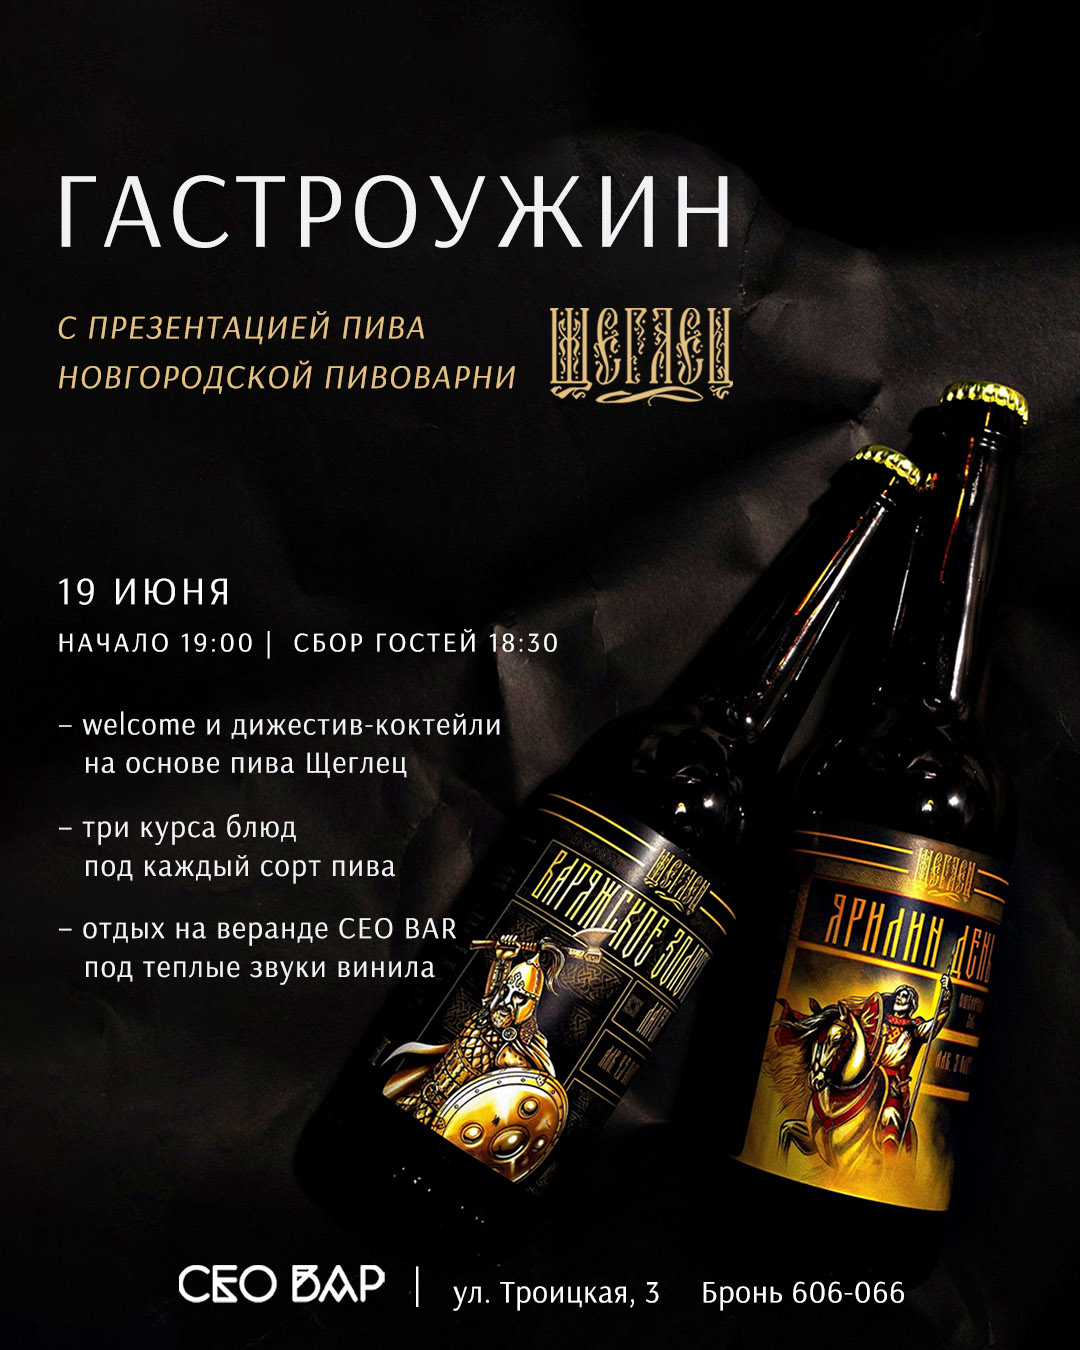 ГАСТРОУЖИН
С ПРЕЗЕНТАЦИЕЙ ПИВА
НОВГОРОДСКОЙ ПИВОВАРНИ
ЩЕГЛЕЦ
19 ИЮНЯ
НАЧАЛО 19:00 | СБОР ГОСТЕЙ 18:30
– welcome и дижестив-коктейли
на основе пива Щеглец
– три курса блюд
под каждый сорт пива
– отдых на веранде CEO BAR
под теплые звуки винила
ЩЕГЛЕЦ
ВАРЯЖСКОЕ
ЩЕГЛЕЦ
ЯРИЛИН ДЕНЬ
CEO BAR | ул. Троицкая, 3 Бронь 606-066